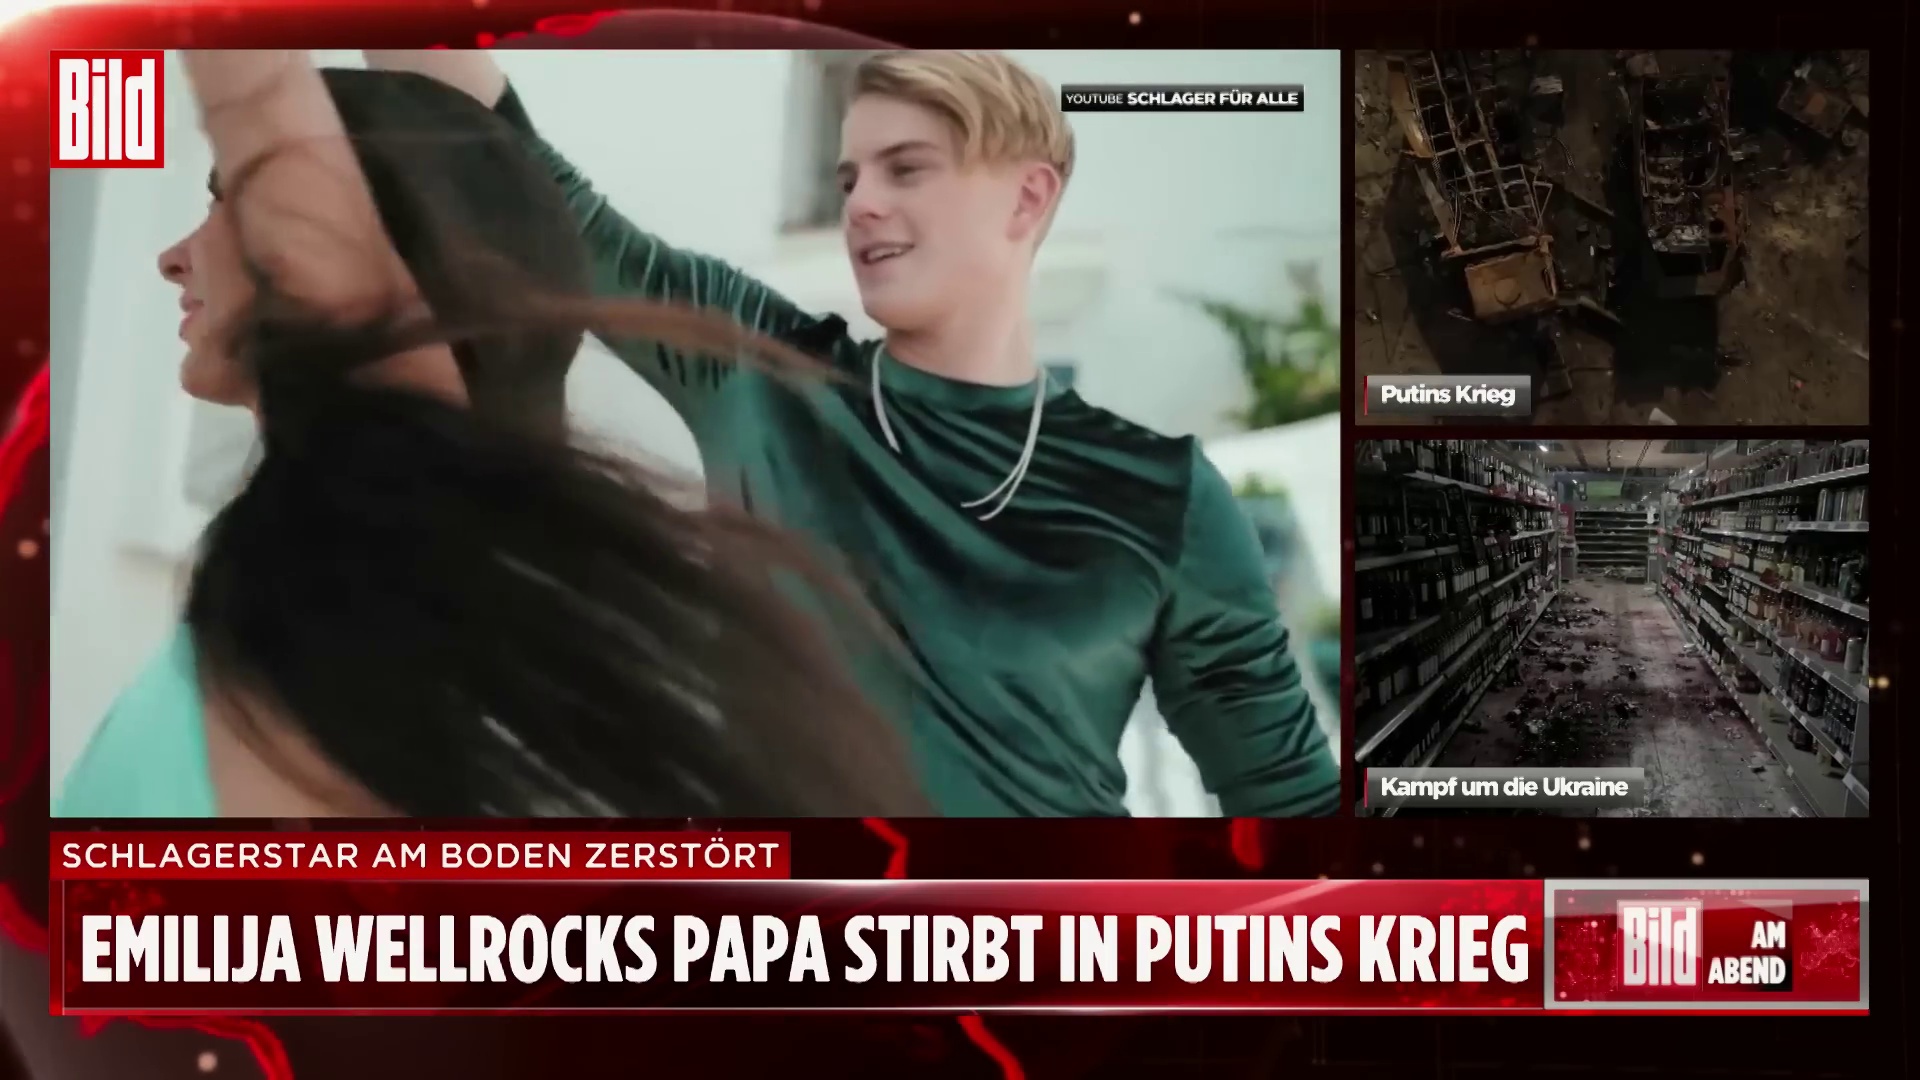 Bild
YOUTUBE SCHLAGER FÜR ALLE
Putins Krieg
Kampf um die Ukraine
SCHLAGERSTAR AM BODEN ZERSTÖRT
EMILIJA WELLROCKS PAPA STIRBT IN PUTINS KRIEG
Bild AM
ABEND